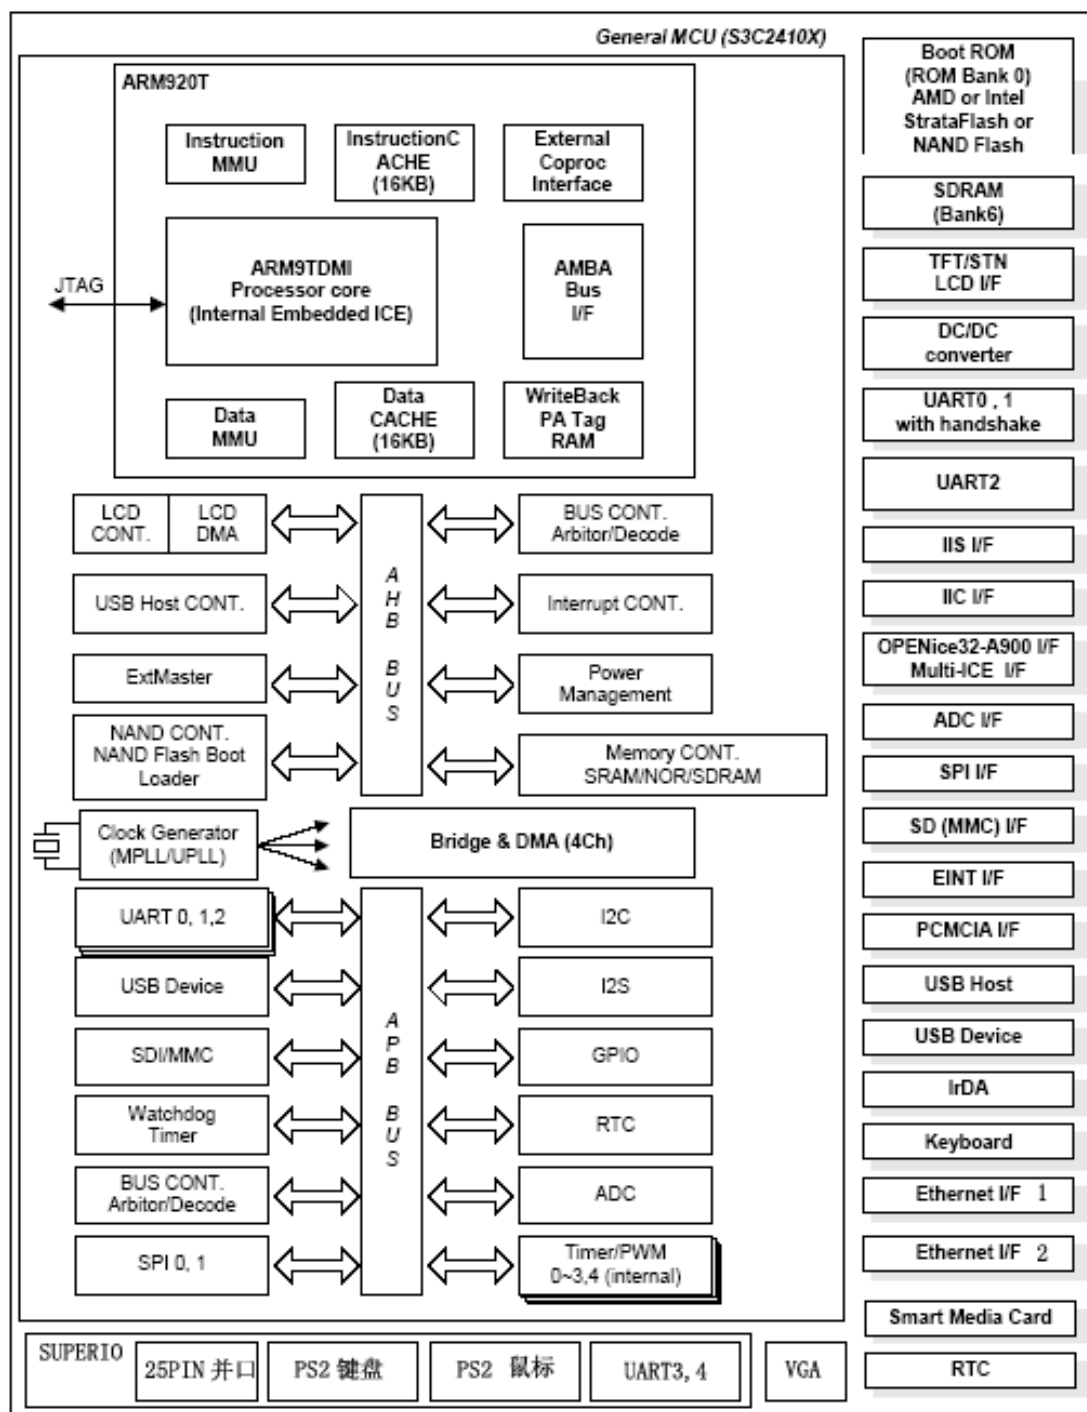 General MCU (S3C2410X)
ARM920T
Instruction
MMU
InstructionC
ACHE
(16KB)
External
Coproc
Interface
JTAG
ARM9TDMI
Processor core
(Internal Embedded ICE)
AMBA
Bus
I/F
Data
MMU
Data
CACHE
(16KB)
WriteBack
PA Tag
RAM
LCD
CONT.
LCD
DMA
BUS CONT.
Arbitor/Decode
USB Host CONT.
Interrupt CONT.
ExtMaster
Power
Management
NAND CONT.
NAND Flash Boot
Loader
Memory CONT.
SRAM/NOR/SDRAM
AHB BUS
Clock Generator
(MPLL/UPLL)
Bridge & DMA (4Ch)
UART 0, 1,2
I2C
USB Device
I2S
SDI/MMC
GPIO
Watchdog
Timer
RTC
BUS CONT.
Arbitor/Decode
ADC
SPI 0, 1
Timer/PWM
0~3,4 (internal)
APB BUS
SUPERIO
25PIN 并口
PS2 键盘
PS2 鼠标
UART3, 4
VGA
Boot ROM
(ROM Bank 0)
AMD or Intel
StrataFlash or
NAND Flash
SDRAM
(Bank6)
TFT/STN
LCD I/F
DC/DC
converter
UART0 , 1
with handshake
UART2
IIS I/F
IIC I/F
OPENice32-A900 I/F
Multi-ICE I/F
ADC I/F
SPI I/F
SD (MMC) I/F
EINT I/F
PCMCIA I/F
USB Host
USB Device
IrDA
Keyboard
Ethernet I/F 1
Ethernet I/F 2
Smart Media Card
RTC